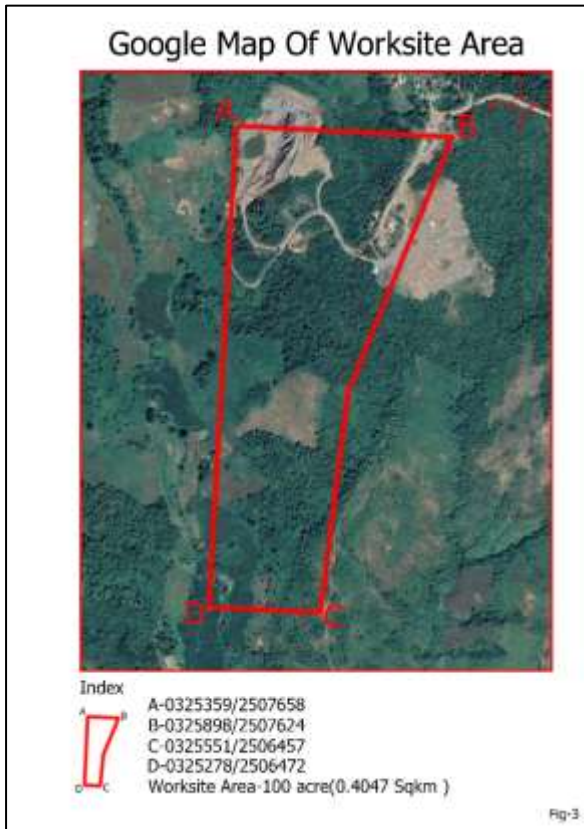 Google Map Of Worksite Area
A
B
D
C
Index
A
B
D
C
A-0325359/2507658
B-0325898/2507624
C-0325551/2506457
D-0325278/2506472
Worksite Area-100 acre(0.4047 Sqkm )
Fig-3